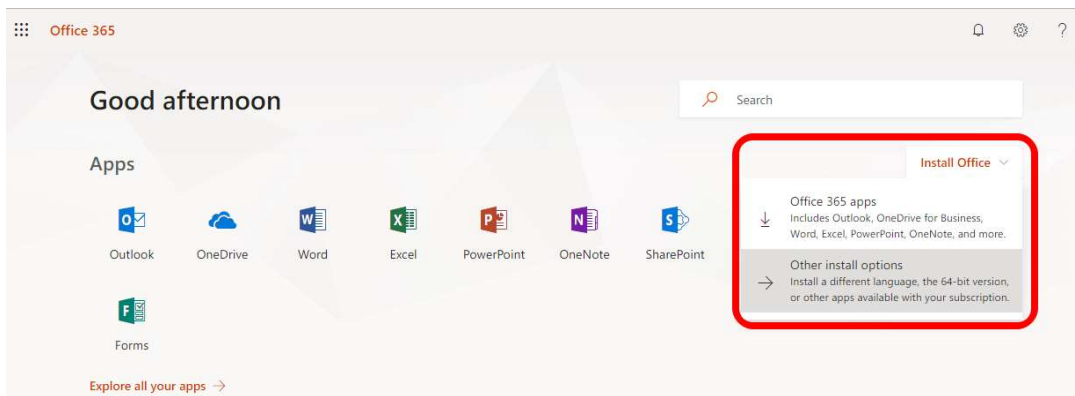 Office 365
?
Good afternoon
Search
Apps
Install Office
Office 365 apps
Includes Outlook, OneDrive for Business,
Word, Excel, PowerPoint, OneNote, and more.
Other install options
Install a different language, the 64-bit version,
or other apps available with your subscription.
Outlook OneDrive Word Excel PowerPoint OneNote SharePoint
Forms
Explore all your apps →